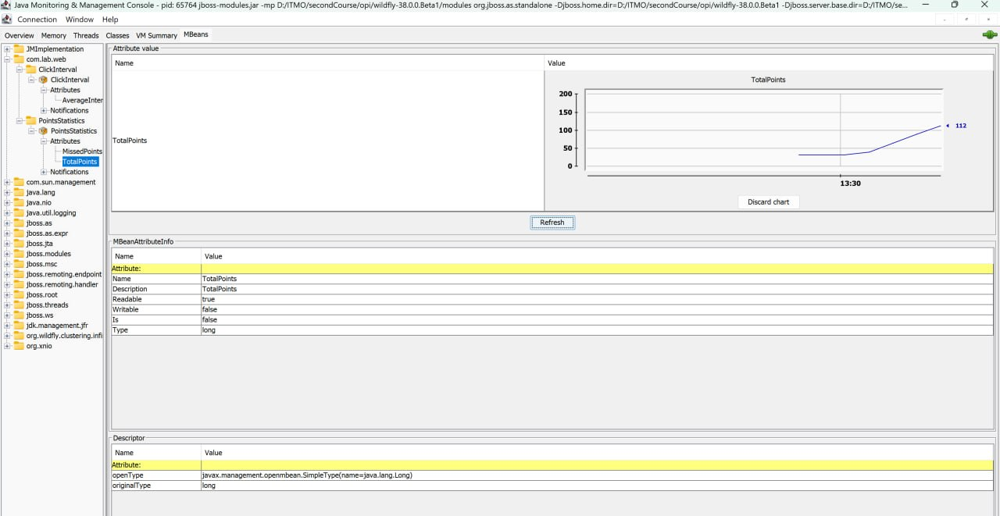 Java Monitoring & Management Console - pid: 65764 jboss-modules.jar -mp D:/ITMO/secondCourse/opi/wildfly-38.0.0.Beta1/modules org.jboss.as.standalone -Djboss.home.dir=D:/ITMO/secondCourse/opi/wildfly-38.0.0.Beta1 -Djboss.server.base.dir=D:/ITMO/se...
Connection Window Help
Overview Memory Threads Classes VM Summary MBeans
JMImplementation
com.lab.web
ClickInterval
ClickInterval
Attributes
AverageInter
Notifications
PointsStatistics
PointsStatistics
Attributes
MissedPoints
TotalPoints
Notifications
com.sun.management
java.lang
java.nio
java.util.logging
jboss.as
jboss.as.expr
jboss.jta
jboss.modules
jboss.msc
jboss.remoting.endpoint
jboss.remoting.handler
jboss.root
jboss.threads
jboss.ws
jdk.management.jfr
org.wildfly.clustering.infi
org.xnio
Attribute value
Name Value
TotalPoints
TotalPoints
200
150
100
50
0
112
13:30
Discard chart
Refresh
MBeanAttributeInfo
Name Value
Attribute:
Name TotalPoints
Description TotalPoints
Readable true
Writable false
Is false
Type long
Descriptor
Name Value
Attribute:
openType javax.management.openmbean.SimpleType(name=java.lang.Long)
originalType long